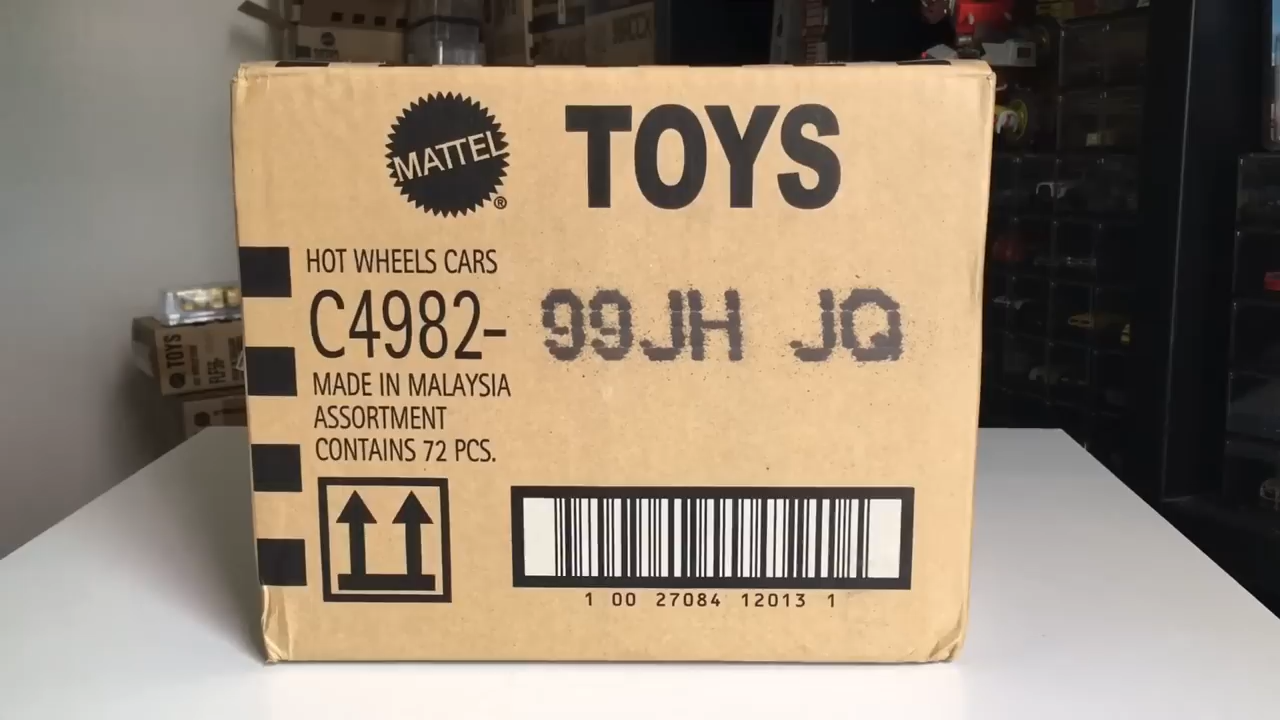 MATTEL
®
TOYS
HOT WHEELS CARS
C4982- 99JH JQ
MADE IN MALAYSIA
ASSORTMENT
CONTAINS 72 PCS.
1 00 27084 12013 1
TOYS